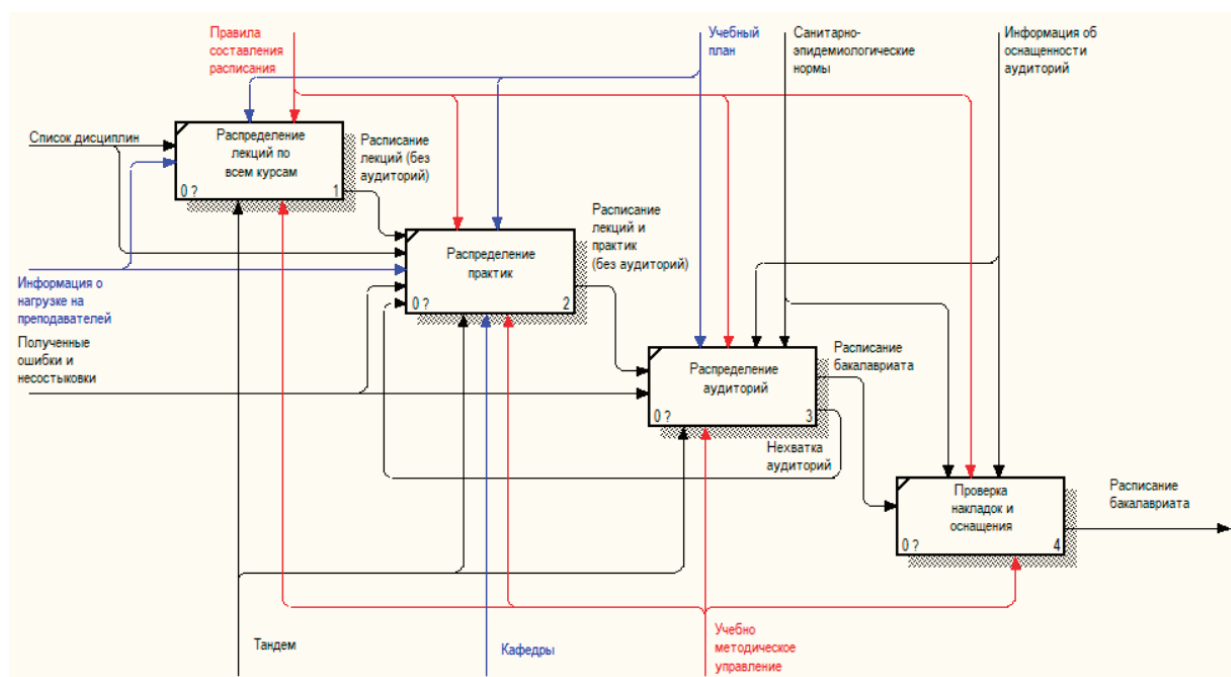 Правила
составления
расписания
Учебный
план
Санитарно-
эпидемиологические
нормы
Информация об
оснащенности
аудиторий
Список дисциплин
Распределение
лекций по
всем курсам
0 ?
1
Расписание
лекций (без
аудиторий)
Распределение
практик
0 ?
2
Расписание
лекций и
практик
(без аудиторий)
Информация о
нагрузке на
преподавателей
Полученные
ошибки и
несостыковки
Распределение
аудиторий
0 ?
3
Расписание
бакалавриата
Нехватка
аудиторий
Проверка
накладок и
оснащения
0 ?
4
Расписание
бакалавриата
Тандем
Кафедры
Учебно
методическое
управление